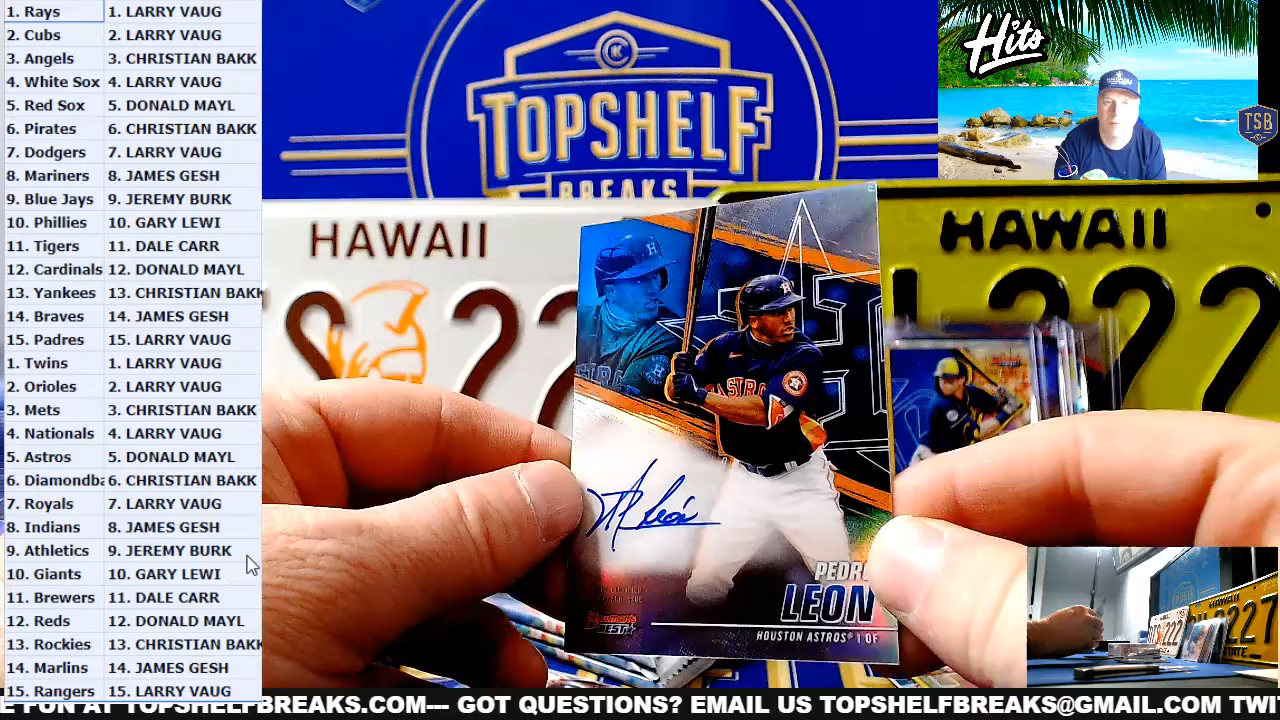 1. Rays 1. LARRY VAUG
2. Cubs 2. LARRY VAUG
3. Angels 3. CHRISTIAN BAKK
4. White Sox 4. LARRY VAUG
5. Red Sox 5. DONALD MAYL
6. Pirates 6. CHRISTIAN BAKK
7. Dodgers 7. LARRY VAUG
8. Mariners 8. JAMES GESH
9. Blue Jays 9. JEREMY BURK
10. Phillies 10. GARY LEWI
11. Tigers 11. DALE CARR
12. Cardinals 12. DONALD MAYL
13. Yankees 13. CHRISTIAN BAKK
14. Braves 14. JAMES GESH
15. Padres 15. LARRY VAUG
1. Twins 1. LARRY VAUG
2. Orioles 2. LARRY VAUG
3. Mets 3. CHRISTIAN BAKK
4. Nationals 4. LARRY VAUG
5. Astros 5. DONALD MAYL
6. Diamondba 6. CHRISTIAN BAKK
7. Royals 7. LARRY VAUG
8. Indians 8. JAMES GESH
9. Athletics 9. JEREMY BURK
10. Giants 10. GARY LEWI
11. Brewers 11. DALE CARR
12. Reds 12. DONALD MAYL
13. Rockies 13. CHRISTIAN BAKK
14. Marlins 14. JAMES GESH
15. Rangers 15. LARRY VAUG
TOPSHELF
BREAKS
Hits
TSB
HAWAII
22
HAWAII
222
PEDRO
LEON
HOUSTON ASTROS® | OF
BEST
HAWAII
227
E FUN AT TOPSHELFBREAKS.COM--- GOT QUESTIONS? EMAIL US TOPSHELFBREAKS@GMAIL.COM TWI